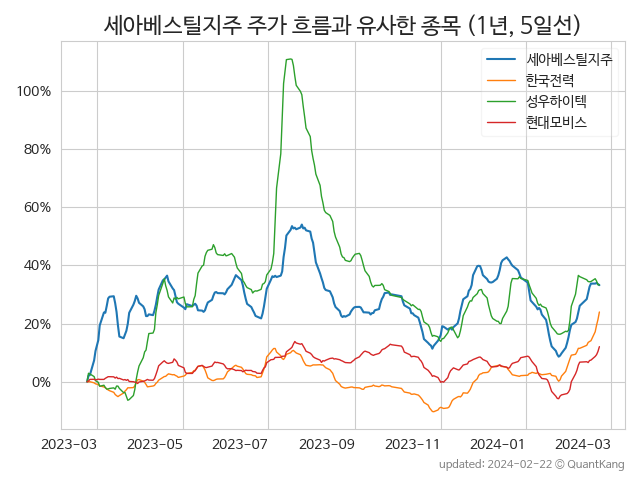 세아베스틸지주 주가 흐름과 유사한 종목 (1년, 5일선)
세아베스틸지주
한국전력
성우하이텍
현대모비스
100%
80%
60%
40%
20%
0%
2023-03 2023-05 2023-07 2023-09 2023-11 2024-01 2024-03
updated: 2024-02-22 © QuantKang